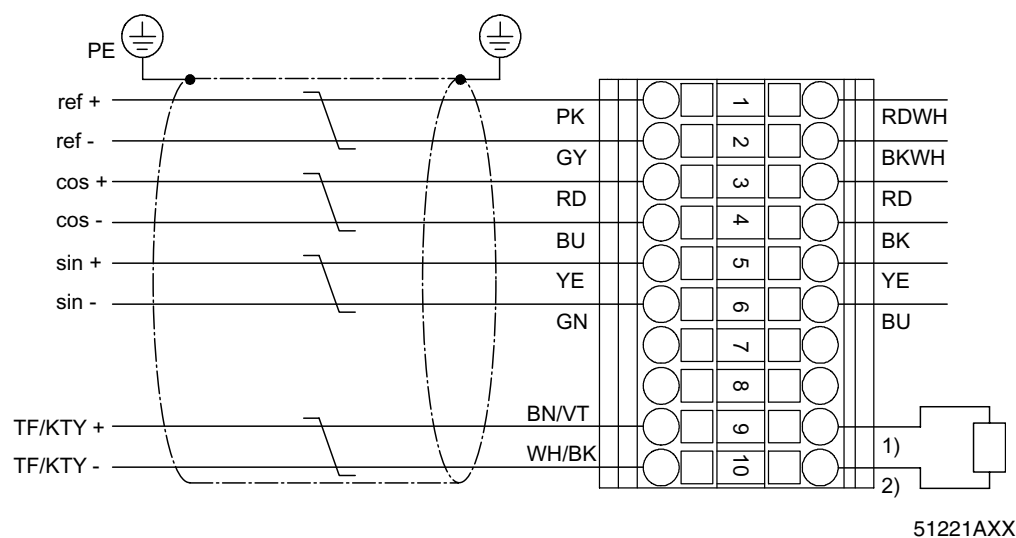 PE
ref +
PK
1
RDWH
ref -
GY
2
BKWH
cos +
RD
3
RD
cos -
BU
4
BK
sin +
YE
5
YE
sin -
GN
6
BU
7
8
TF/KTY +
BN/VT
9
1)
TF/KTY -
WH/BK
10
2)
51221AXX